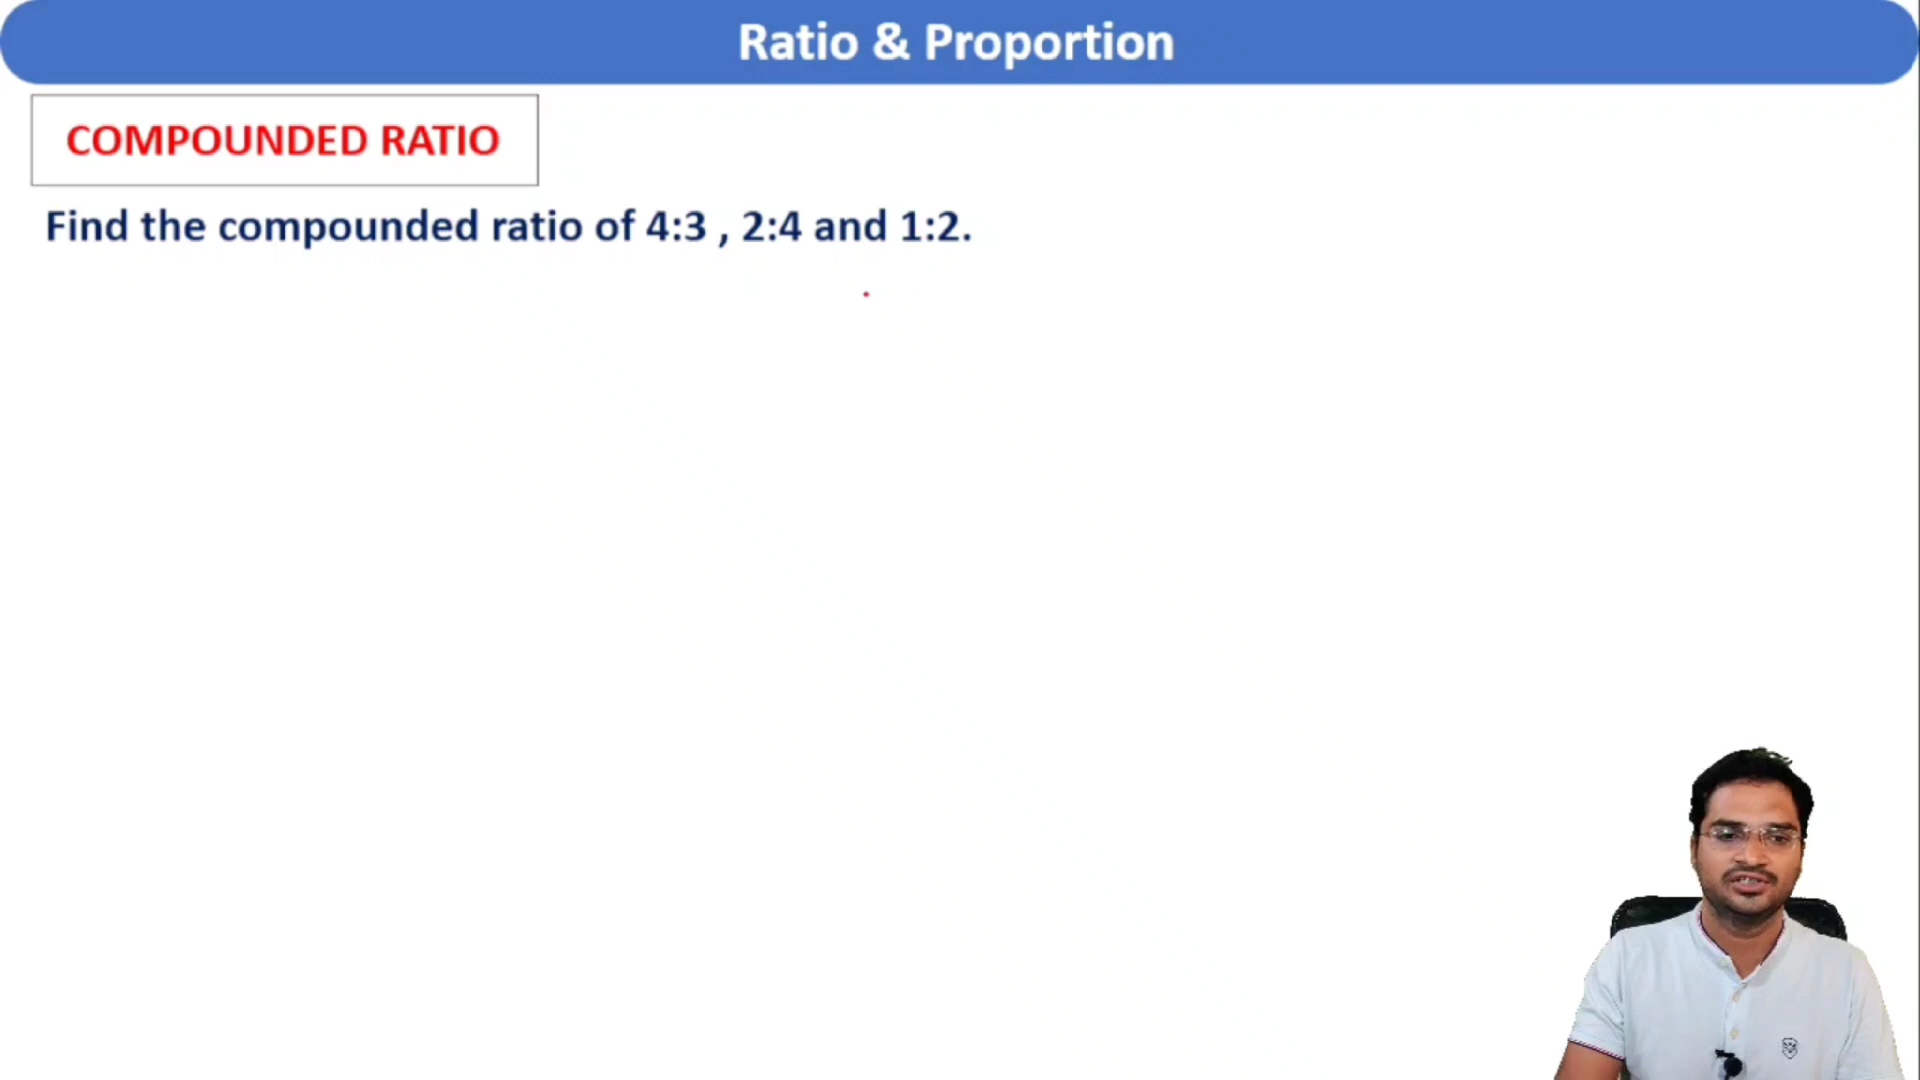 Ratio & Proportion
COMPOUNDED RATIO
Find the compounded ratio of 4:3 , 2:4 and 1:2.